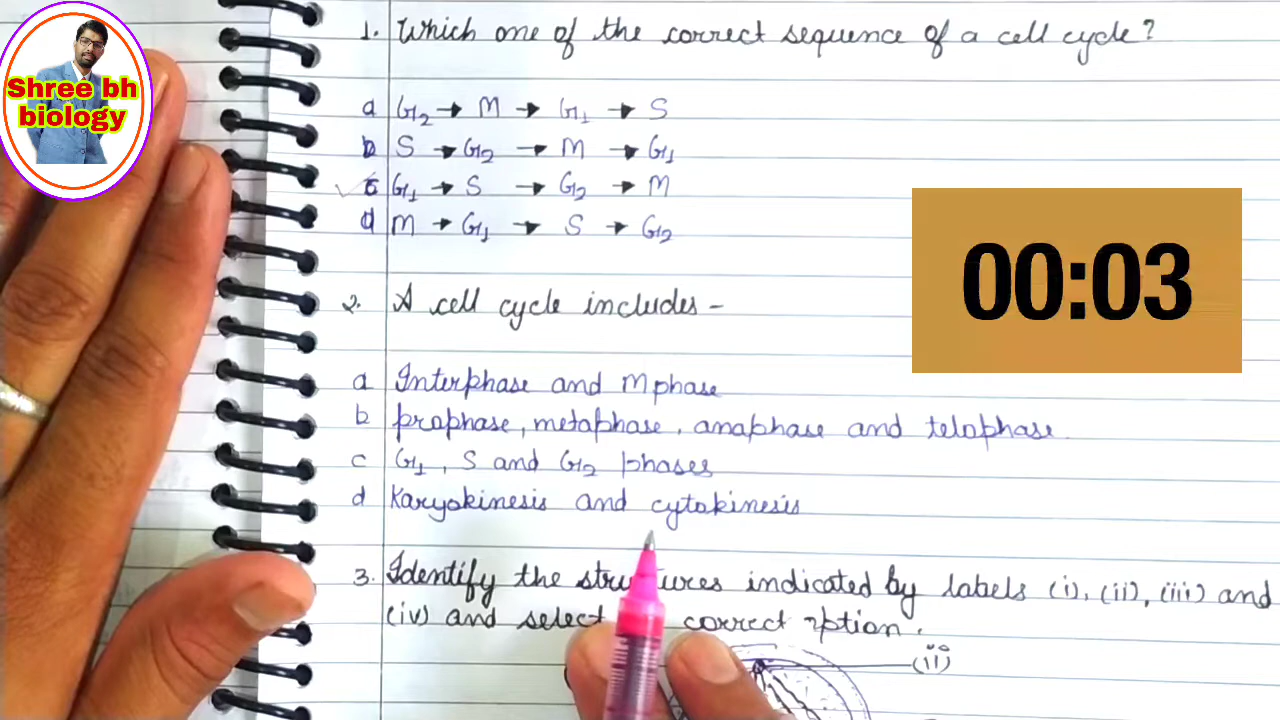 Shree bh
biology
1. Which one of the correct sequence of a cell cycle?
a G2 → M → G1 → S
b S → G2 → M → G1
c G1 → S → G2 → M
d M → G1 → S → G2
00:03
2. A cell cycle includes -
a Interphase and M phase
b prophase, metaphase, anaphase and telophase.
c G1, S and G2 phases
d Karyokinesis and cytokinesis
3. Identify the structures indicated by labels (i), (ii), (iii) and
(iv) and select correct option.
(ii)